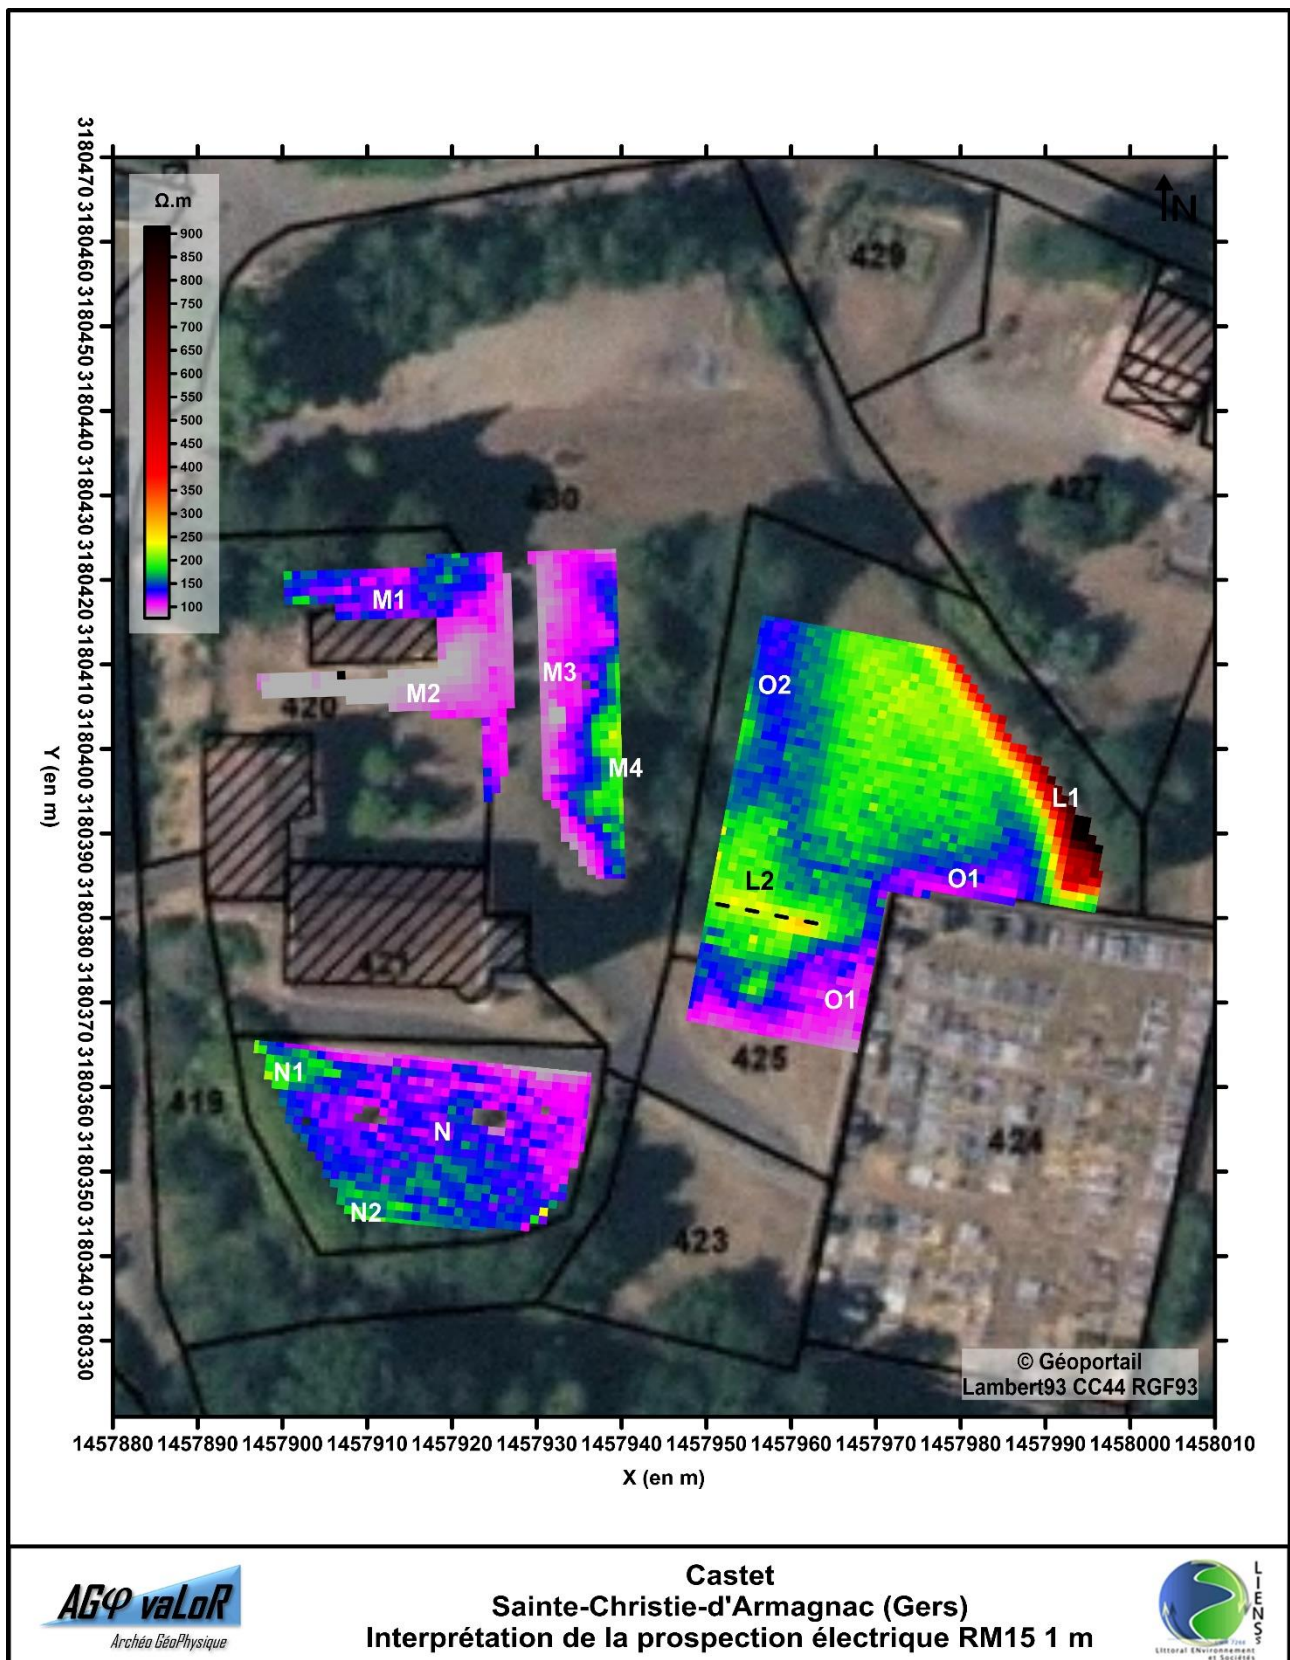 3180470
3180460
3180450
3180440
3180430
3180420
3180410
3180400
3180390
3180380
3180370
3180360
3180350
3180340
3180330
Y (en m)
Ω.m
900
850
800
750
700
650
600
550
500
450
400
350
300
250
200
150
100
N
429
430
427
M1
M3
M2
O2
420
M4
L1
L2
O1
421
O1
425
N1
419
N
424
N2
423
© Géoportail
Lambert93 CC44 RGF93
1457880 1457890 1457900 1457910 1457920 1457930 1457940 1457950 1457960 1457970 1457980 1457990 1458000 1458010
X (en m)
AGφ vaLoR
Archéo GéoPhysique
Castet
Sainte-Christie-d'Armagnac (Gers)
Interprétation de la prospection électrique RM15 1 m
LIENSs
Littoral ENvironnement
et Sociétés